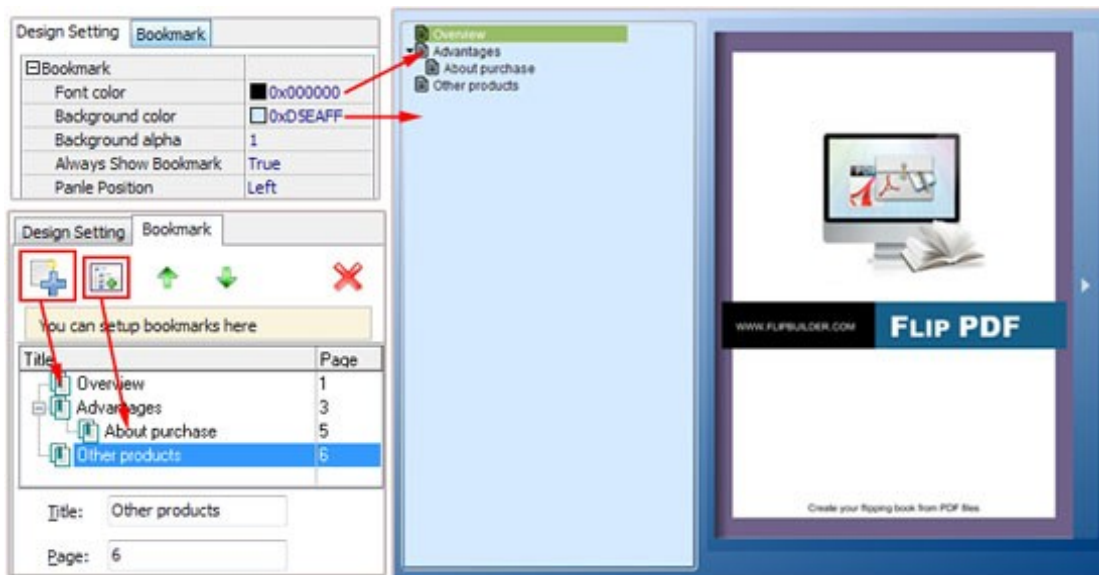 Design Setting Bookmark
Bookmark
Font color 0x000000
Background color 0xD5EAFF
Background alpha 1
Always Show Bookmark True
Panle Position Left
Design Setting Bookmark
You can setup bookmarks here
Title Page
Overview 1
Advantages 3
About purchase 5
Other products 6
Title: Other products
Page: 6
Overview
Advantages
About purchase
Other products
WWW.FLIPBUILDER.COM FLIP PDF
Create your flipping book from PDF files